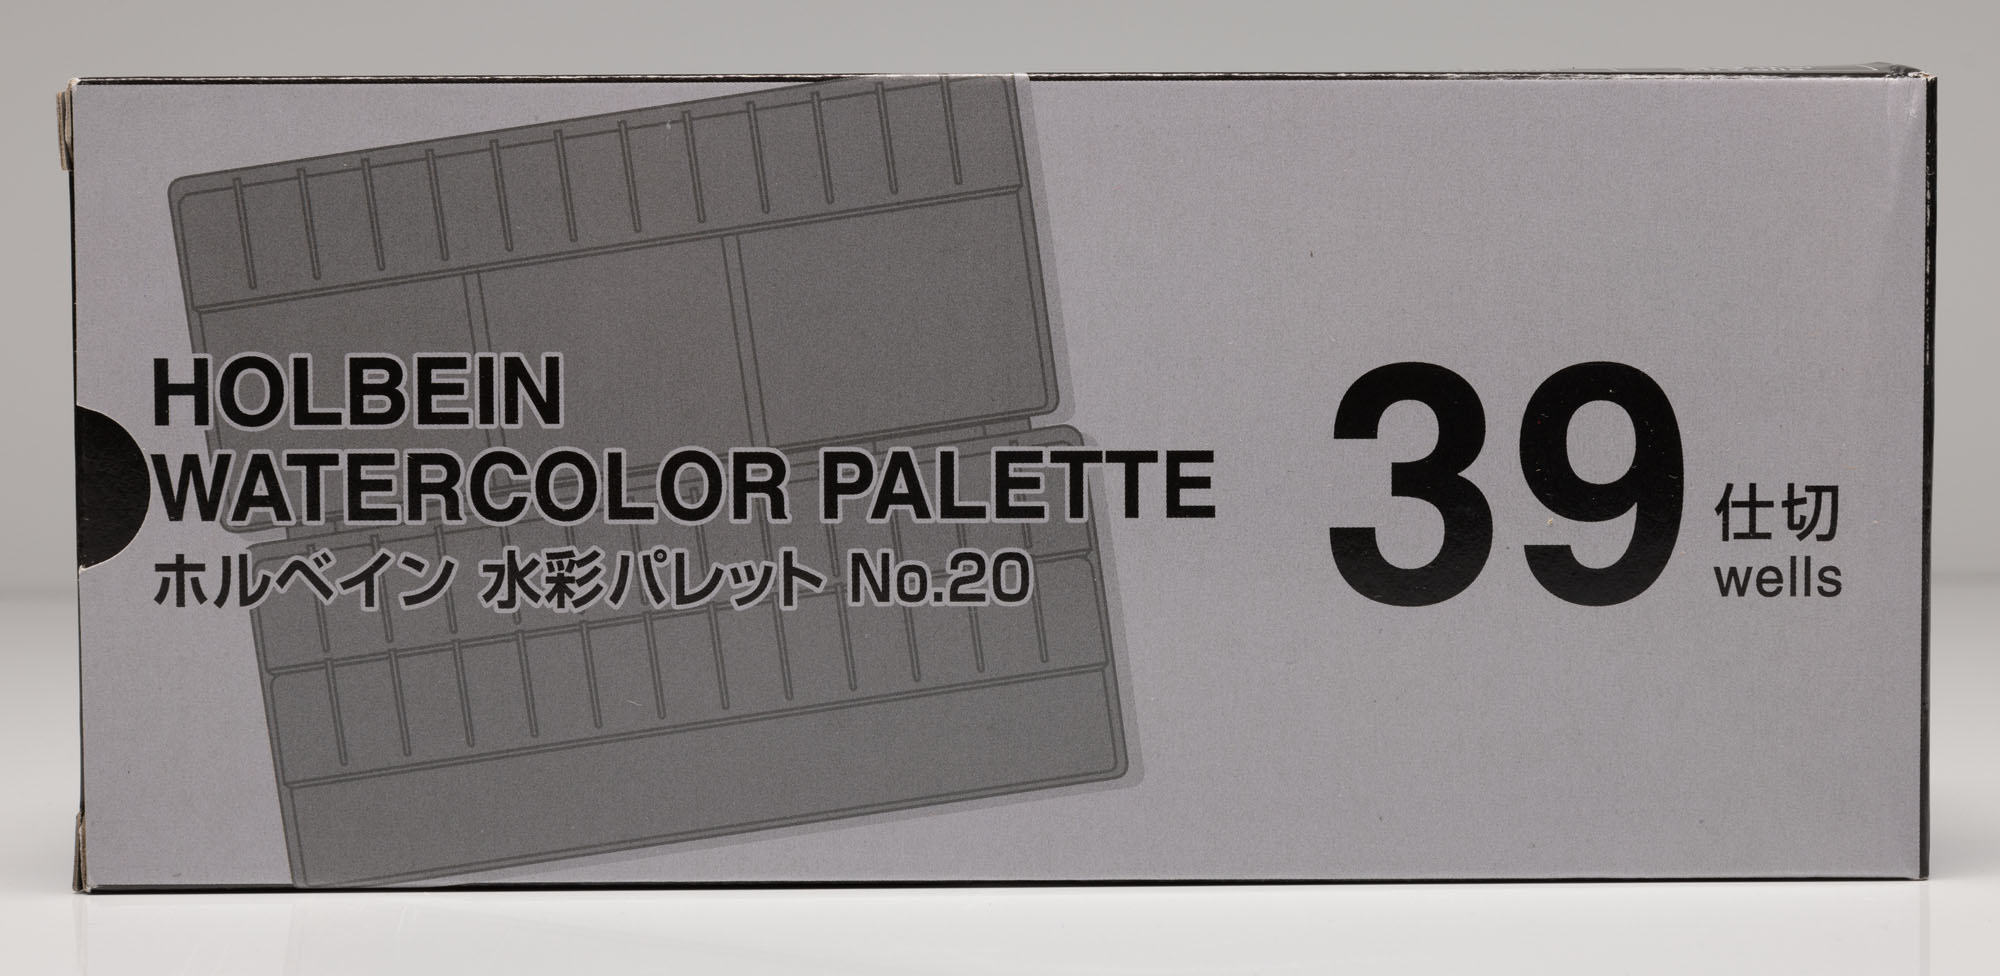 HOLBEIN
WATERCOLOR PALETTE
ホルベイン 水彩パレット No.20
39 仕切
wells